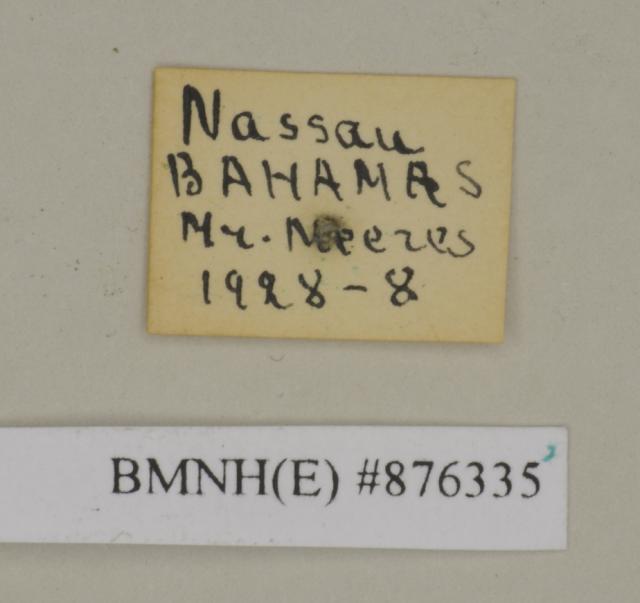 Nassau
BAHAMAS
Mr. Meeres
1928-8
BMNH(E) #876335